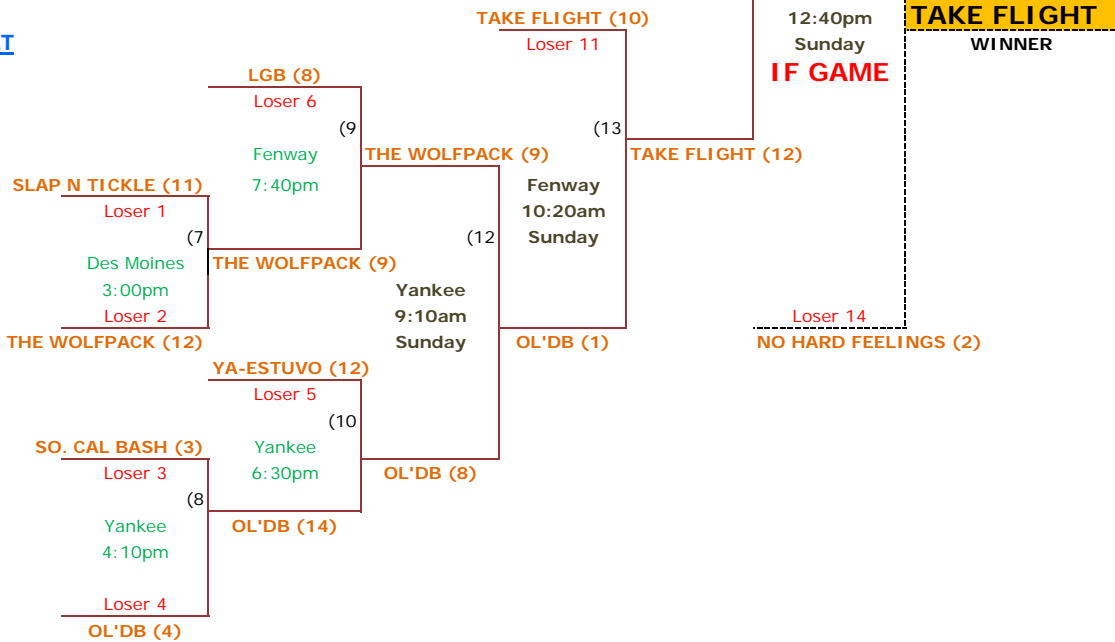 TAKE FLIGHT (10)
12:40pm
TAKE FLIGHT
Loser 11
Sunday
WINNER
T
IF GAME
LGB (8)
Loser 6
(9
(13
Fenway
THE WOLFPACK (9)
TAKE FLIGHT (12)
SLAP N TICKLE (11)
7:40pm
Fenway
Loser 1
10:20am
(7
(12
Sunday
Des Moines
THE WOLFPACK (9)
3:00pm
Yankee
Loser 2
9:10am
Loser 14
THE WOLFPACK (12)
Sunday
OL'DB (1)
NO HARD FEELINGS (2)
YA-ESTUVO (12)
Loser 5
(10
SO. CAL BASH (3)
Yankee
Loser 3
6:30pm
OL'DB (8)
(8
Yankee
OL'DB (14)
4:10pm
Loser 4
OL'DB (4)